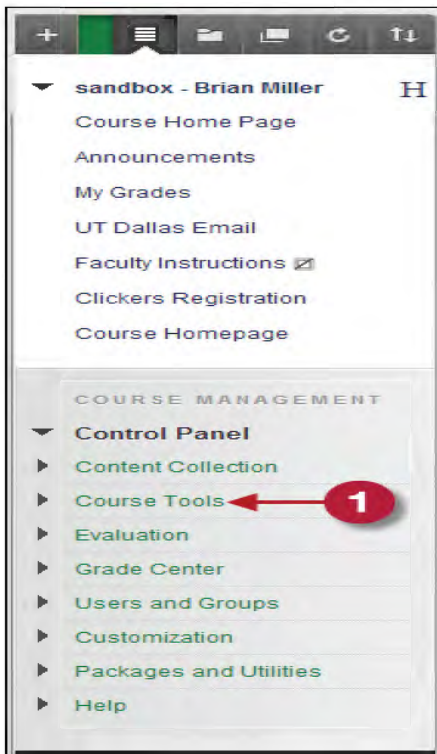 sandbox - Brian Miller
Course Home Page
Announcements
My Grades
UT Dallas Email
Faculty Instructions
Clickers Registration
Course Homepage
COURSE MANAGEMENT
Control Panel
Content Collection
Course Tools 1
Evaluation
Grade Center
Users and Groups
Customization
Packages and Utilities
Help